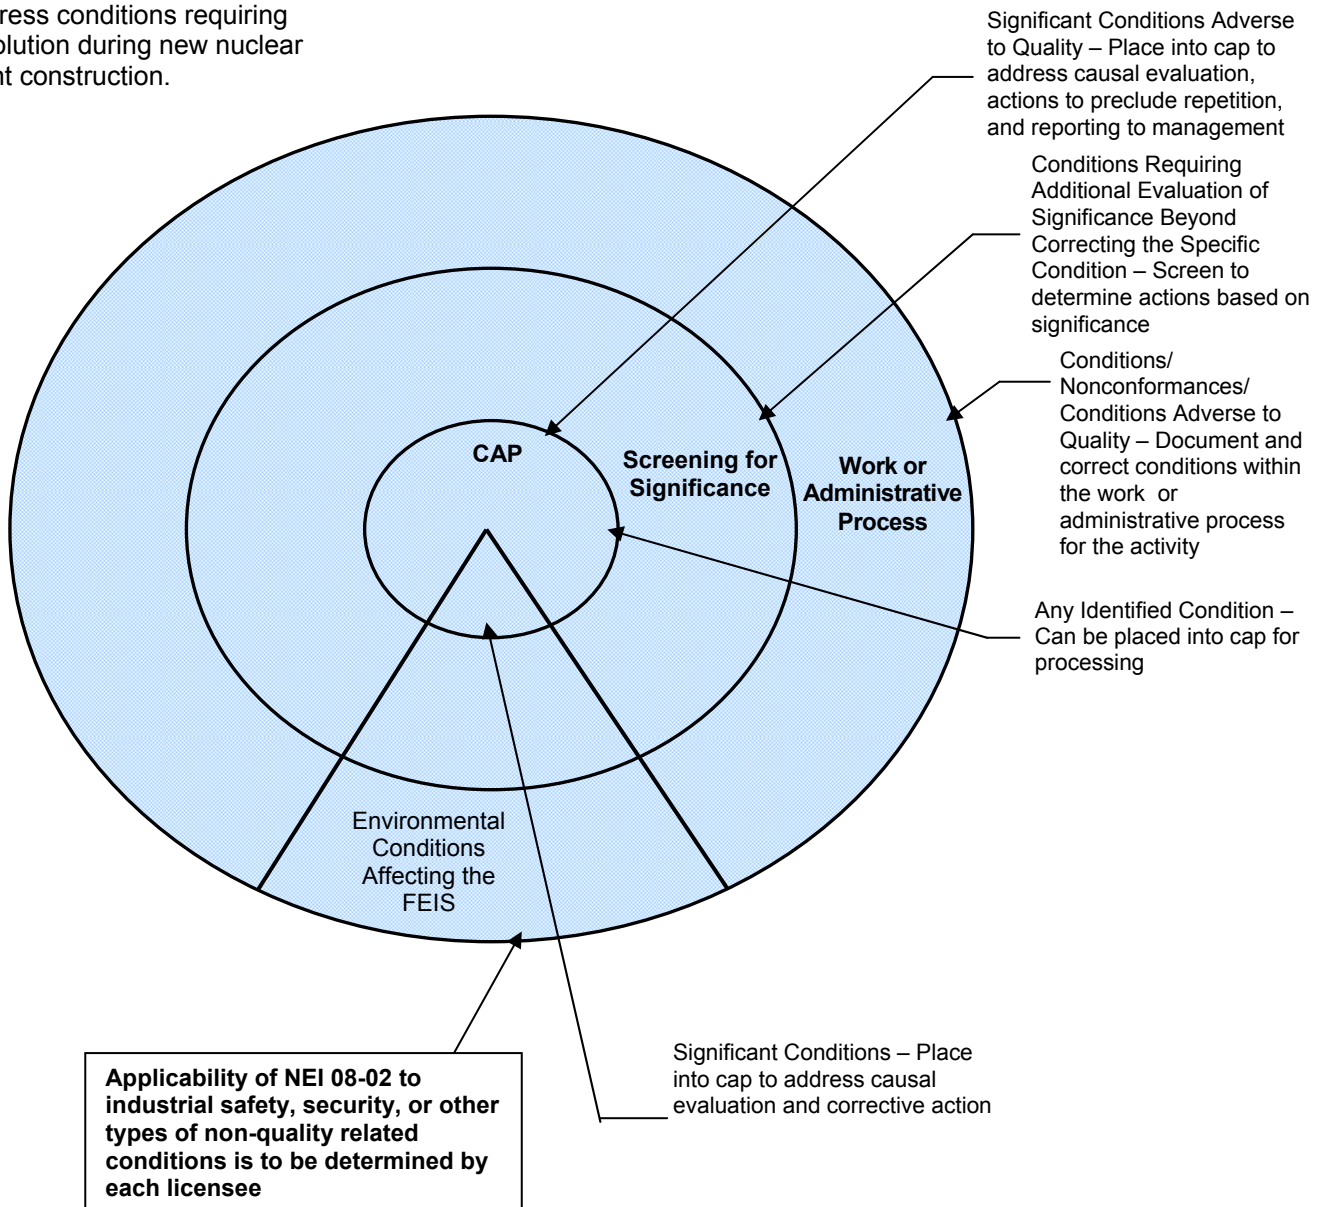 ress conditions requiring
olution during new nuclear
nt construction.
Significant Conditions Adverse
to Quality – Place into cap to
address causal evaluation,
actions to preclude repetition,
and reporting to management
Conditions Requiring
Additional Evaluation of
Significance Beyond
Correcting the Specific
Condition – Screen to
determine actions based on
significance
Conditions/
Nonconformances/
Conditions Adverse to
Quality – Document and
correct conditions within
the work or
administrative process
for the activity
Any Identified Condition –
Can be placed into cap for
processing
CAP
Screening for
Significance
Work or
Administrative
Process
Environmental
Conditions
Affecting the
FEIS
Significant Conditions – Place
into cap to address causal
evaluation and corrective action
Applicability of NEI 08-02 to
industrial safety, security, or other
types of non-quality related
conditions is to be determined by
each licensee